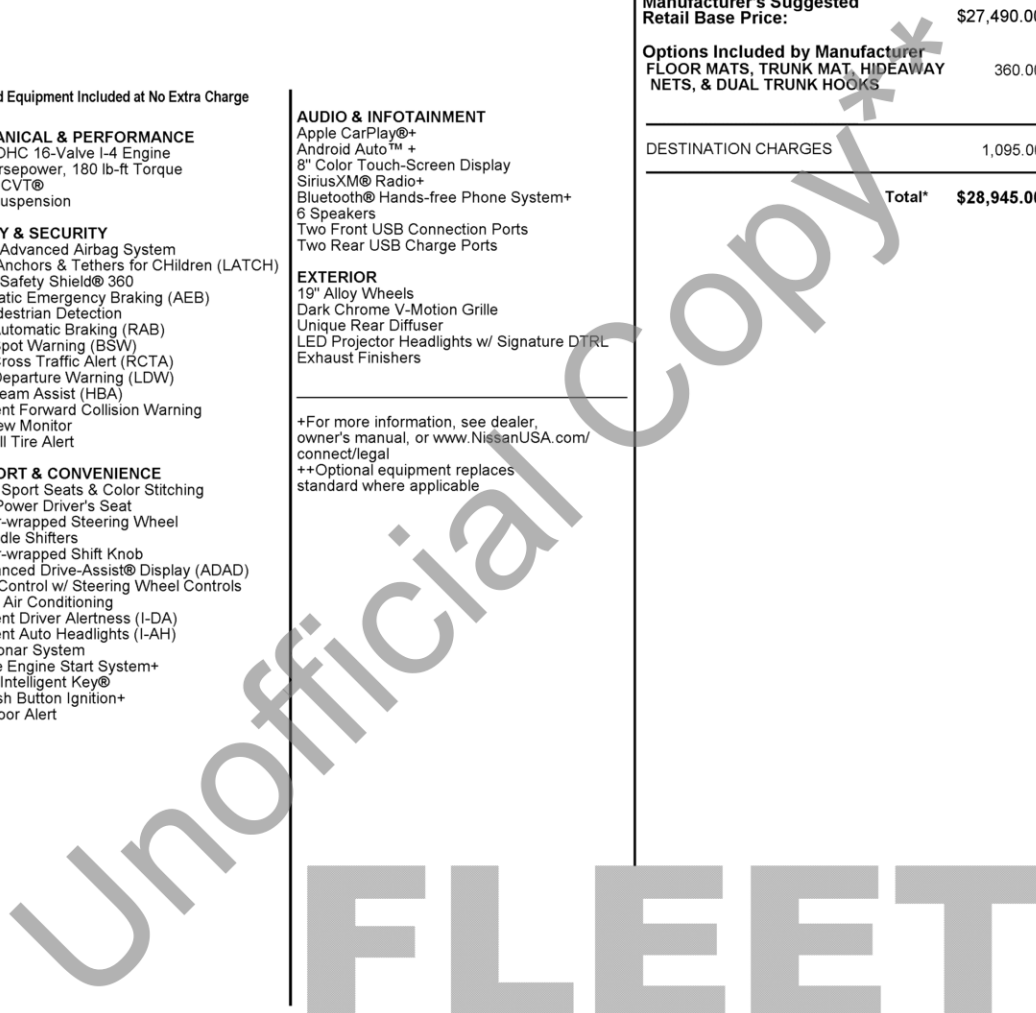 d Equipment Included at No Extra Charge
ANICAL & PERFORMANCE
OHC 16-Valve I-4 Engine
rsepower, 180 lb-ft Torque
CVT®
uspension
Y & SECURITY
Advanced Airbag System
Anchors & Tethers for CHildren (LATCH)
Safety Shield® 360
atic Emergency Braking (AEB)
destrian Detection
utomatic Braking (RAB)
pot Warning (BSW)
ross Traffic Alert (RCTA)
Departure Warning (LDW)
eam Assist (HBA)
ent Forward Collision Warning
ew Monitor
ll Tire Alert
ORT & CONVENIENCE
Sport Seats & Color Stitching
Power Driver's Seat
r-wrapped Steering Wheel
dle Shifters
r-wrapped Shift Knob
nced Drive-Assist® Display (ADAD)
Control w/ Steering Wheel Controls
Air Conditioning
ent Driver Alertness (I-DA)
ent Auto Headlights (I-AH)
onar System
e Engine Start System+
Intelligent Key®
sh Button Ignition+
oor Alert
AUDIO & INFOTAINMENT
Apple CarPlay®+
Android Auto™ +
8" Color Touch-Screen Display
SiriusXM® Radio+
Bluetooth® Hands-free Phone System+
6 Speakers
Two Front USB Connection Ports
Two Rear USB Charge Ports
EXTERIOR
19" Alloy Wheels
Dark Chrome V-Motion Grille
Unique Rear Diffuser
LED Projector Headlights w/ Signature DTRL
Exhaust Finishers
+For more information, see dealer,
owner's manual, or www.NissanUSA.com/
connect/legal
++Optional equipment replaces
standard where applicable
Manufacturer's Suggested
Retail Base Price: $27,490.00
Options Included by Manufacturer
FLOOR MATS, TRUNK MAT, HIDEAWAY 360.00
NETS, & DUAL TRUNK HOOKS
DESTINATION CHARGES 1,095.00
Total* $28,945.00
Unofficial Copy**
FLEET